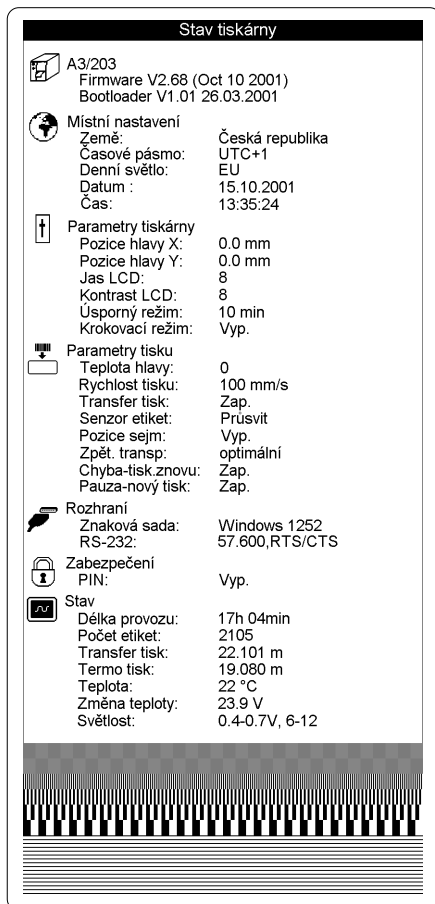 Stav tiskárny
A3/203
Firmware V2.68 (Oct 10 2001)
Bootloader V1.01 26.03.2001
Místní nastavení
Země: Česká republika
Časové pásmo: UTC+1
Denní světlo: EU
Datum : 15.10.2001
Čas: 13:35:24
Parametry tiskárny
Pozice hlavy X: 0.0 mm
Pozice hlavy Y: 0.0 mm
Jas LCD: 8
Kontrast LCD: 8
Úsporný režim: 10 min
Krokovací režim: Vyp.
Parametry tisku
Teplota hlavy: 0
Rychlost tisku: 100 mm/s
Transfer tisk: Zap.
Senzor etiket: Průsvit
Pozice sejm: Vyp.
Zpět. transp: optimální
Chyba-tisk.znovu: Zap.
Pauza-nový tisk: Zap.
Rozhraní
Znaková sada: Windows 1252
RS-232: 57.600,RTS/CTS
Zabezpečení
PIN: Vyp.
Stav
Délka provozu: 17h 04min
Počet etiket: 2105
Transfer tisk: 22.101 m
Termo tisk: 19.080 m
Teplota: 22 °C
Změna teploty: 23.9 V
Světlost: 0.4-0.7V, 6-12